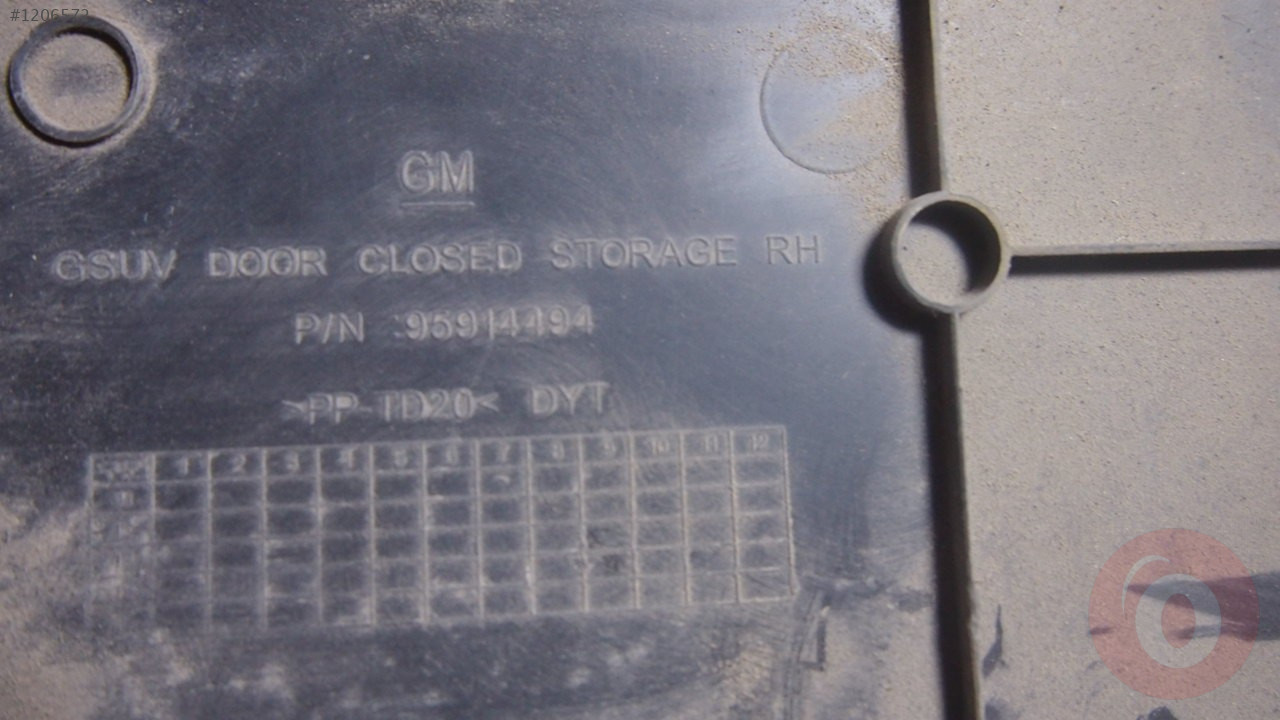 #1206573
GM
GSUV DOOR CLOSED STORAGE RH
P/N :95914494
>PP-TD20< DYT
1 2 3 4 5 6 7 8 9 10 11 12